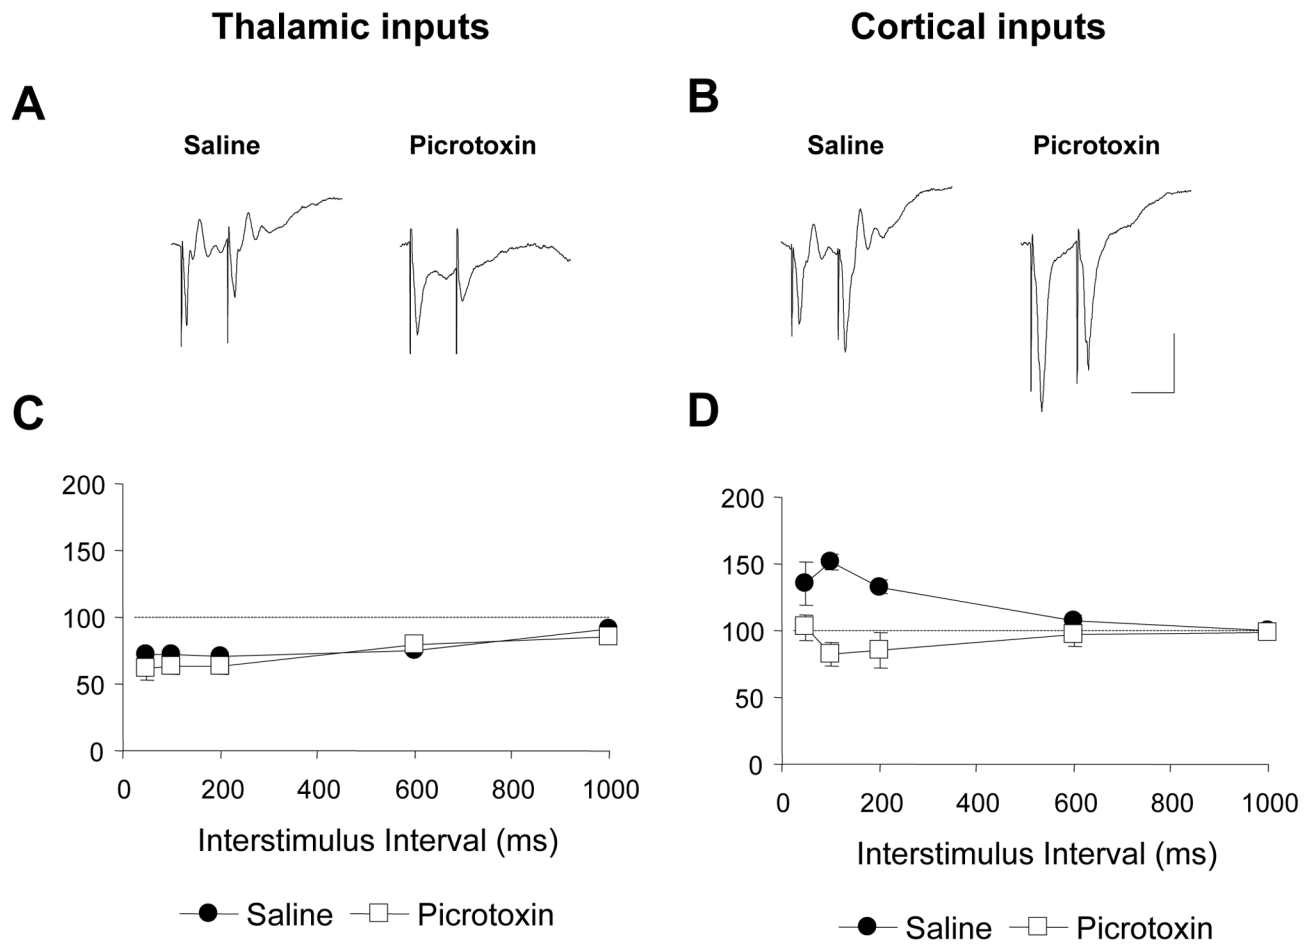 Thalamic inputs
Cortical inputs
A
B
Saline
Picrotoxin
Saline
Picrotoxin
C
D
200
150
100
50
0
0 200 400 600 800 1000
Interstimulus Interval (ms)
Saline Picrotoxin
200
150
100
50
0
0 200 400 600 800 1000
Interstimulus Interval (ms)
Saline Picrotoxin